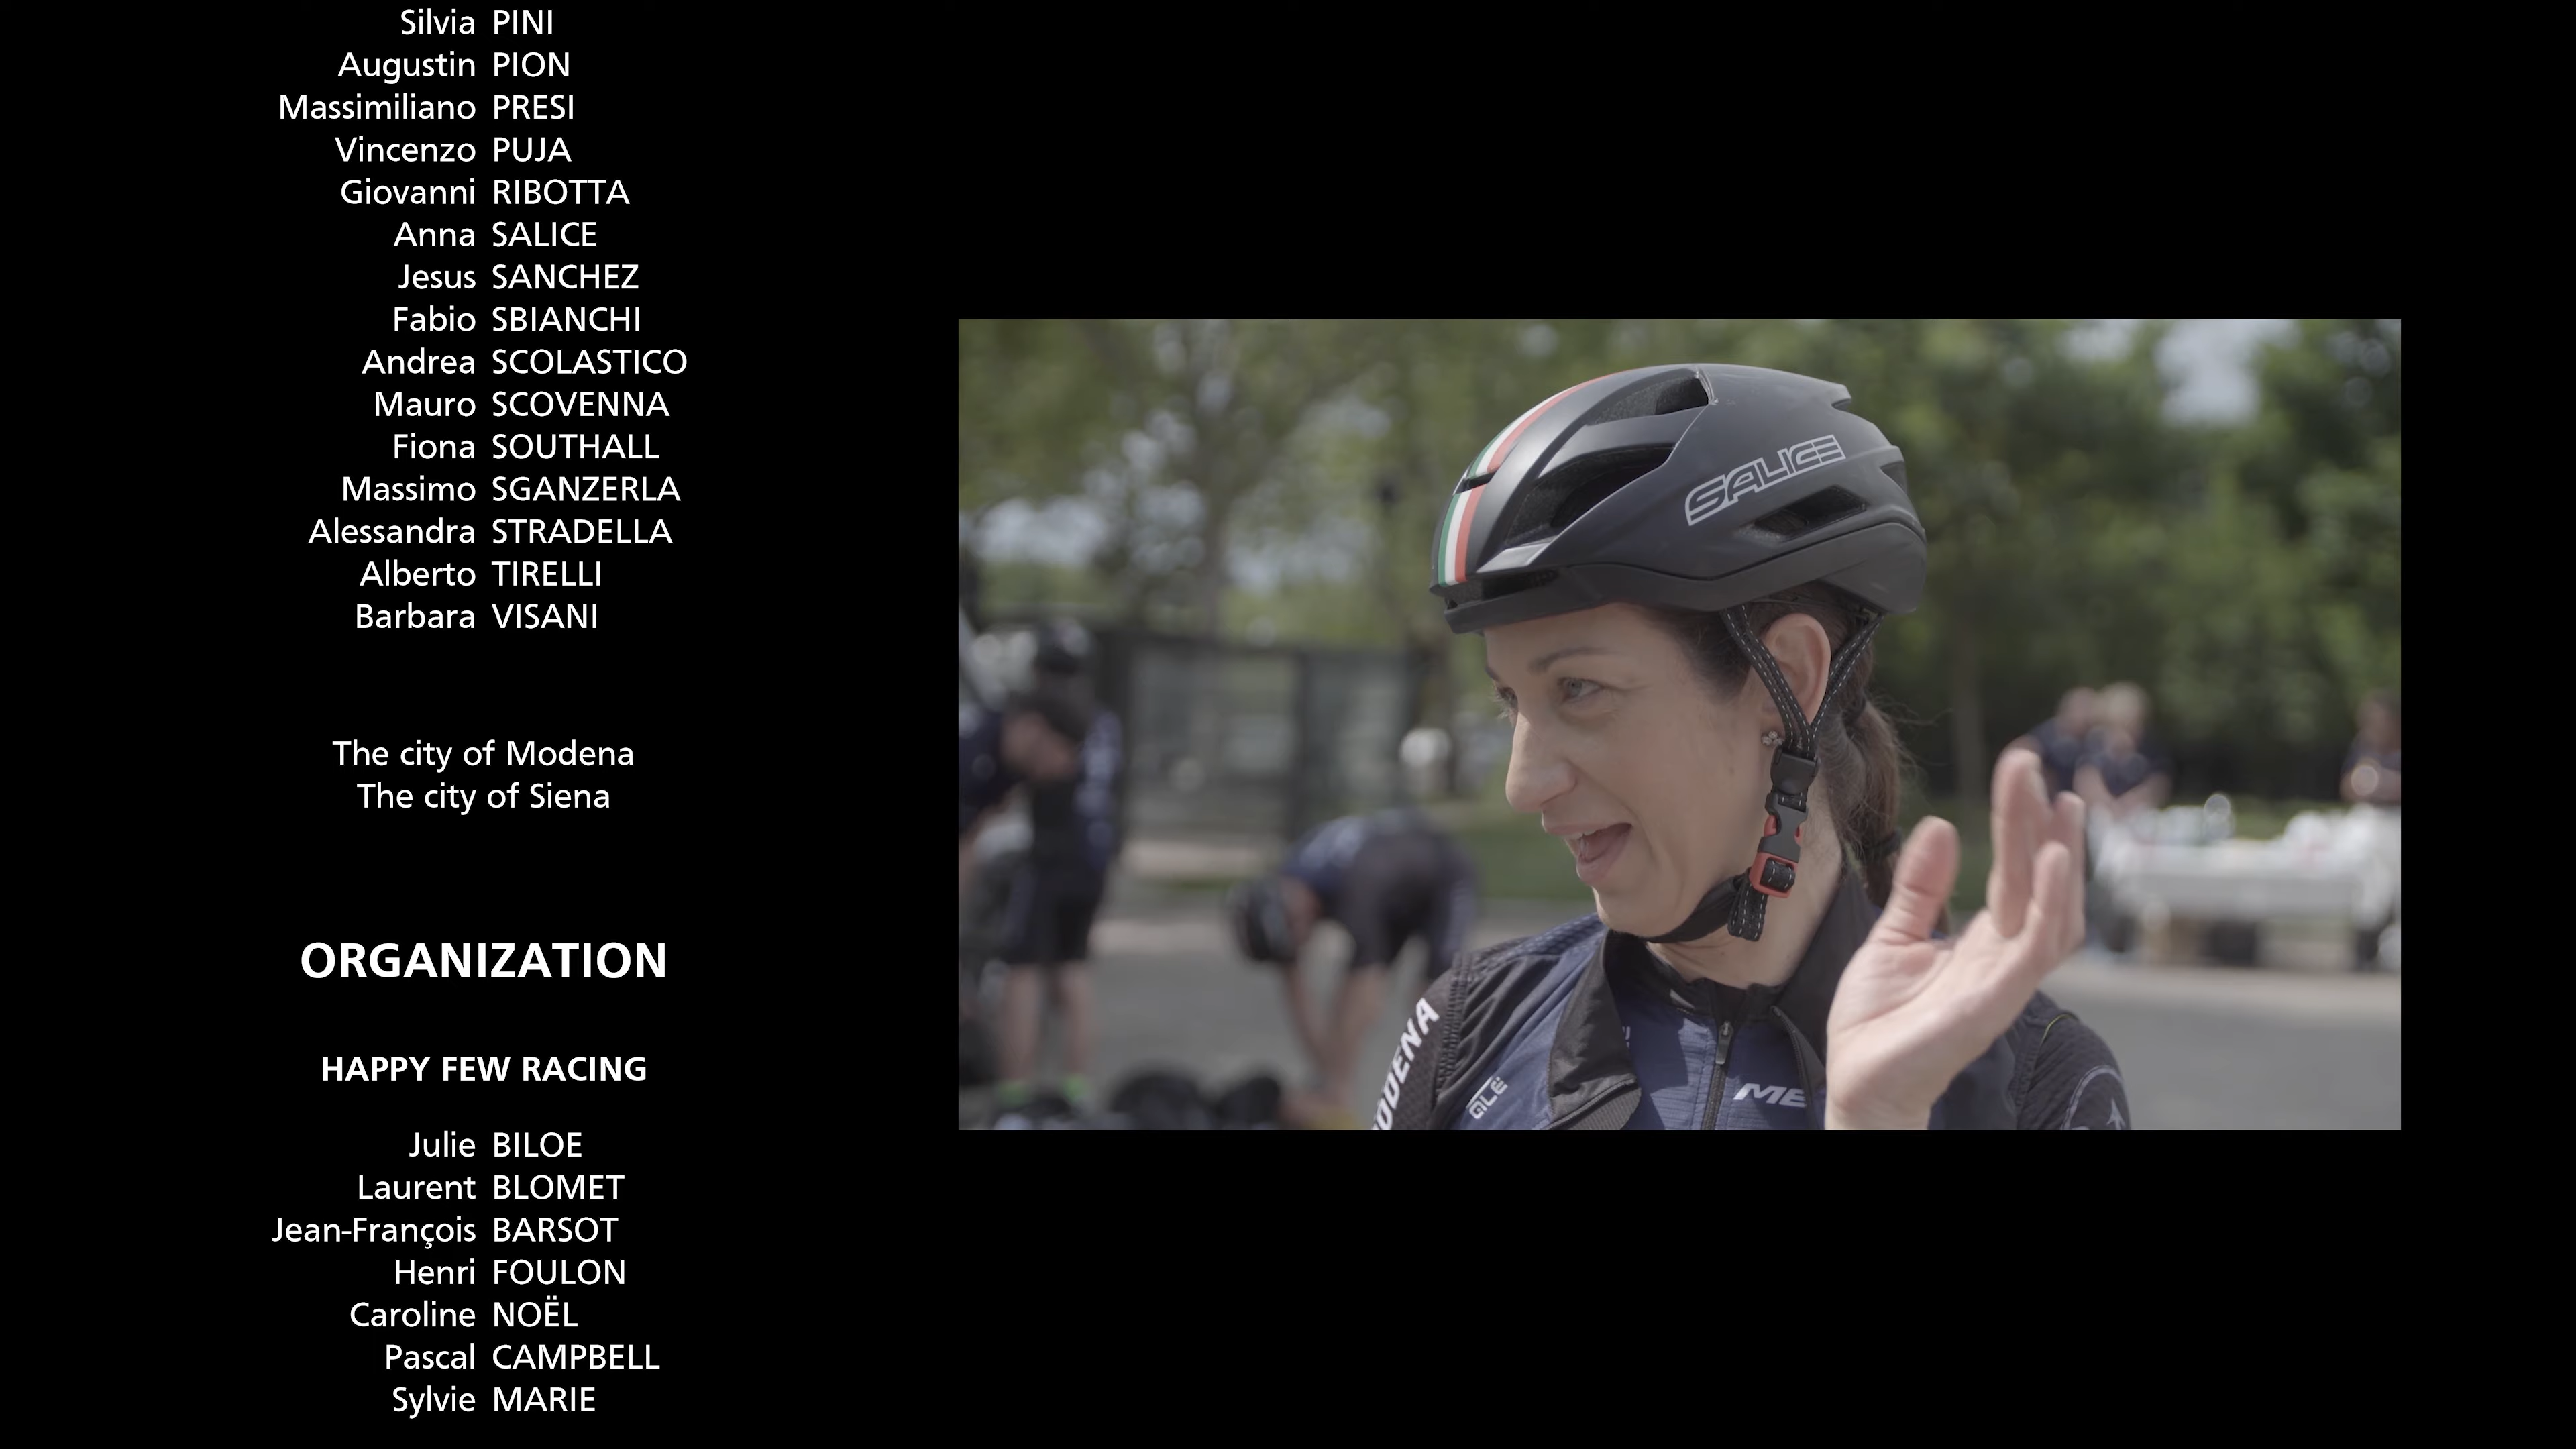 Silvia PINI
Augustin PION
Massimiliano PRESI
Vincenzo PUJA
Giovanni RIBOTTA
Anna SALICE
Jesus SANCHEZ
Fabio SBIANCHI
Andrea SCOLASTICO
Mauro SCOVENNA
Fiona SOUTHALL
Massimo SGANZERLA
Alessandra STRADELLA
Alberto TIRELLI
Barbara VISANI
The city of Modena
The city of Siena
ORGANIZATION
HAPPY FEW RACING
Julie BILOE
Laurent BLOMET
Jean-François BARSOT
Henri FOULON
Caroline NOËL
Pascal CAMPBELL
Sylvie MARIE
SALICE
ODENA
ALÉ
ME